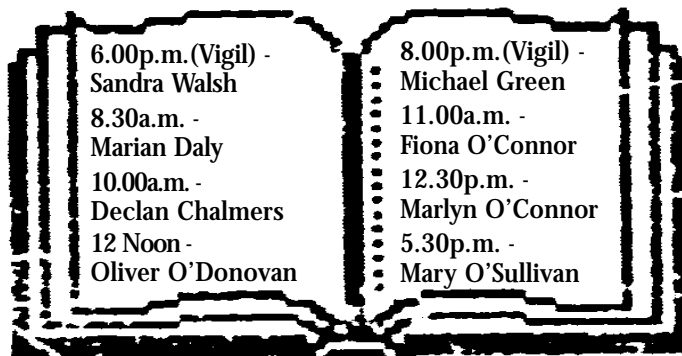 6.00p.m.(Vigil) -
Sandra Walsh
8.30a.m. -
Marian Daly
10.00a.m. -
Declan Chalmers
12 Noon -
Oliver O’Donovan
8.00p.m.(Vigil) -
Michael Green
11.00a.m. -
Fiona O’Connor
12.30p.m. -
Marlyn O’Connor
5.30p.m. -
Mary O’Sullivan